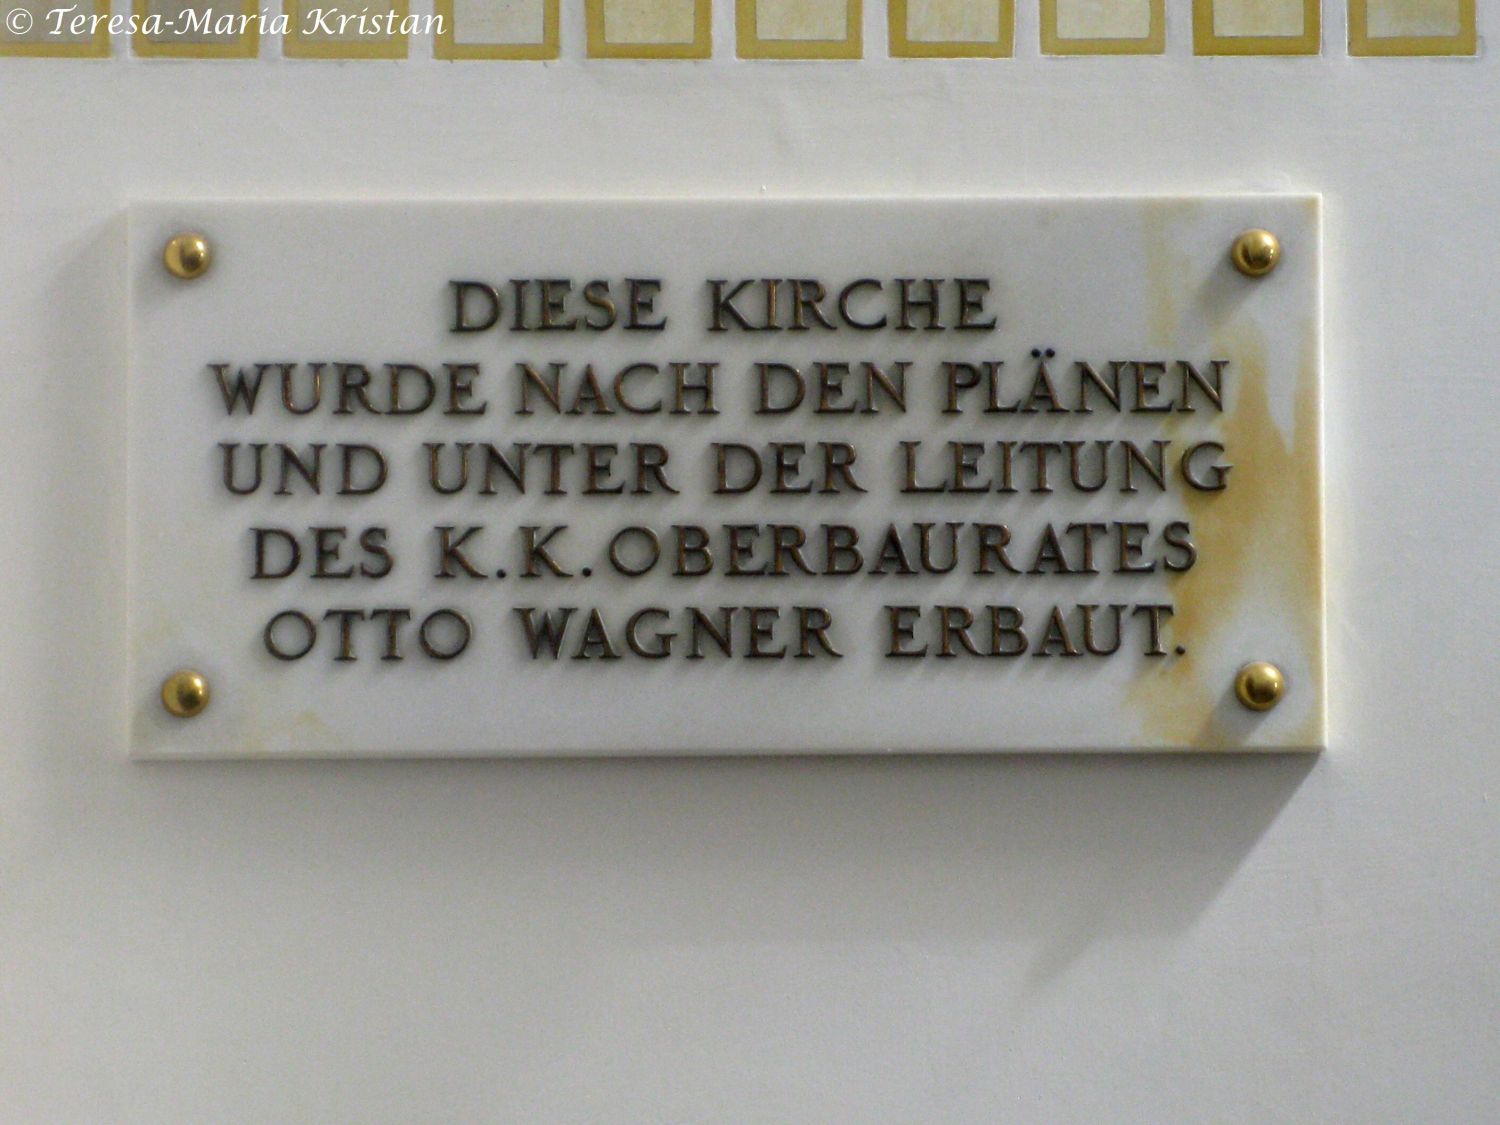 © Teresa-Maria Kristan
DIESE KIRCHE
WURDE NACH DEN PLÄNEN
UND UNTER DER LEITUNG
DES K.K.OBERBAURATES
OTTO WAGNER ERBAUT.